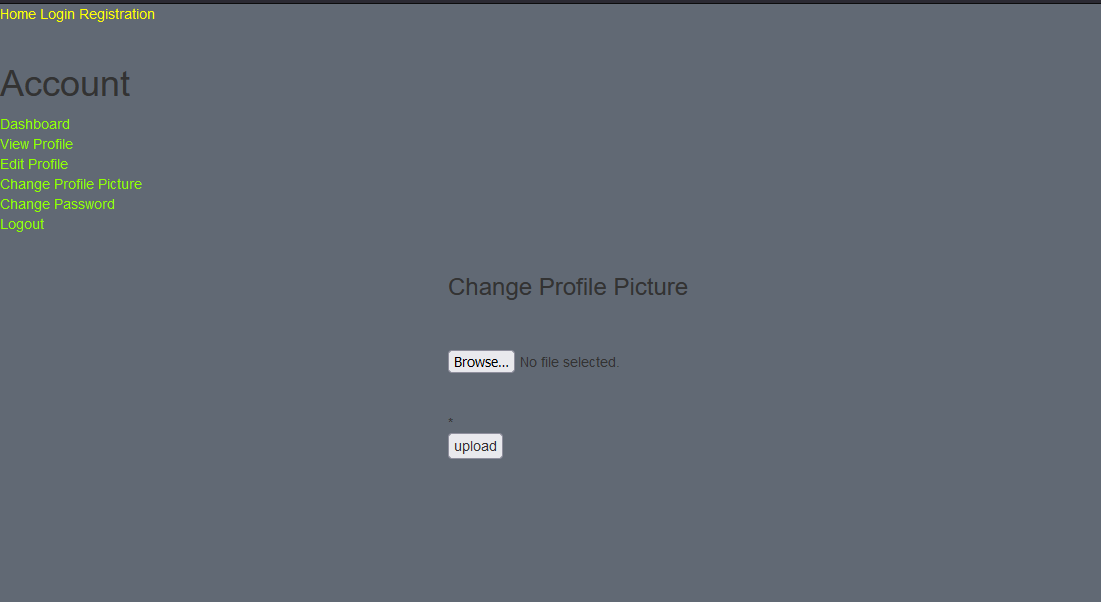 Home Login Registration
Account
Dashboard
View Profile
Edit Profile
Change Profile Picture
Change Password
Logout
Change Profile Picture
Browse... No file selected.
*
upload